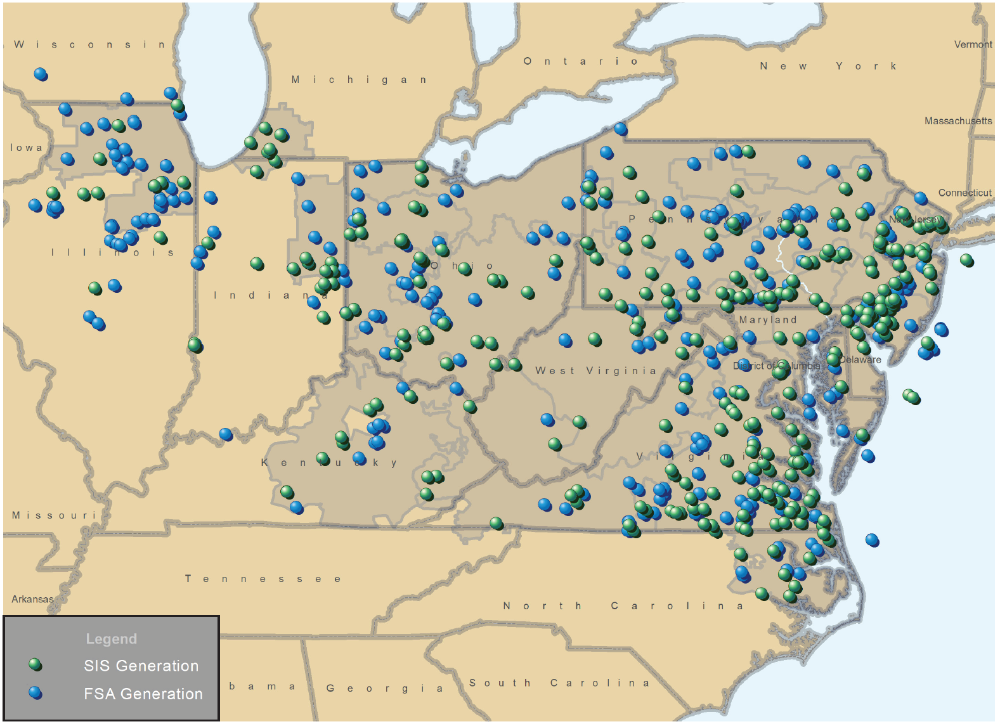 Wisconsin
Vermont
Ontario
New York
Michigan
Massachusetts
Iowa
Connecticut
Pennsylvania
New Jersey
Illinois
Ohio
Indiana
Maryland
West Virginia
District of Columbia
Delaware
Virginia
Kentucky
Missouri
Tennessee
Arkansas
North Carolina
Legend
SIS Generation
South Carolina
bama
Georgia
FSA Generation